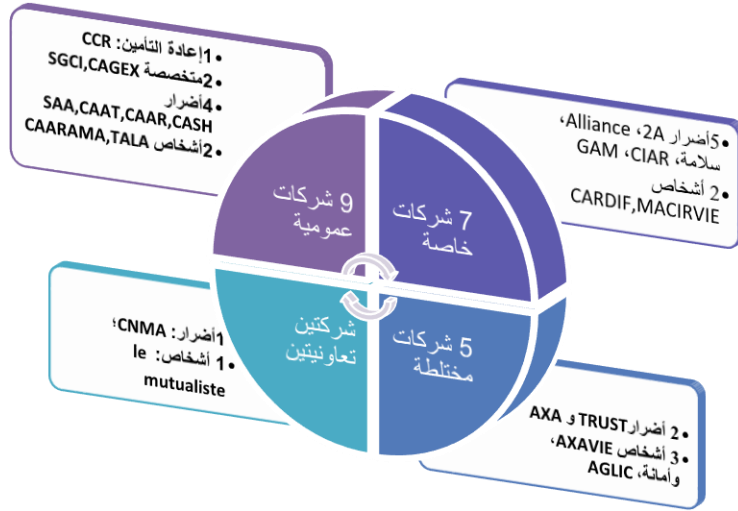 1إعادة التأمين: CCR
2متخصصة SGCI,CAGEX
4أضرار
SAA,CAAT,CAAR,CASH
2أشخاص CAARAMA,TALA
5أضرار 2A، Alliance،
سلامة، GAM ،CIAR
2 أشخاص
CARDIF,MACIRVIE
9 شركات
عمومية
7 شركات
خاصة
شركتين
تعاونيتين
5 شركات
مختلطة
1أضرار: CNMA؛
1 أشخاص: le
mutualiste
2 أضرارTRUST و AXA
3 أشخاص AXAVIE،
وأمانة، AGLIC